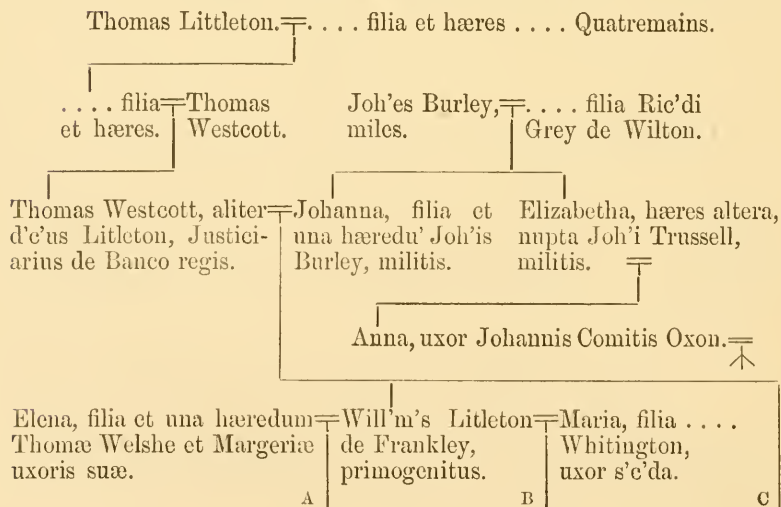 Thomas Littleton. .... filia et hæres .... Quatremains.
.... filia
et hæres.
Thomas
Westcott.
Joh'es Burley,
miles.
.... filia Ric'di
Grey de Wilton.
Thomas Westcott, aliter
d'c'us Litleton, Justici-
arius de Banco regis.
Johanna, filia et
una hæredu' Joh'is
Burley, militis.
Elizabetha, hæres altera,
nupta Joh'i Trussell,
militis.
Anna, uxor Johannis Comitis Oxon.
Elena, filia et una hæredum
Thomæ Welshe et Margeriæ
uxoris suæ.
Will'm's Litleton
de Frankley,
primogenitus.
Maria, filia ....
Whitington,
uxor s'c'da.
A B C